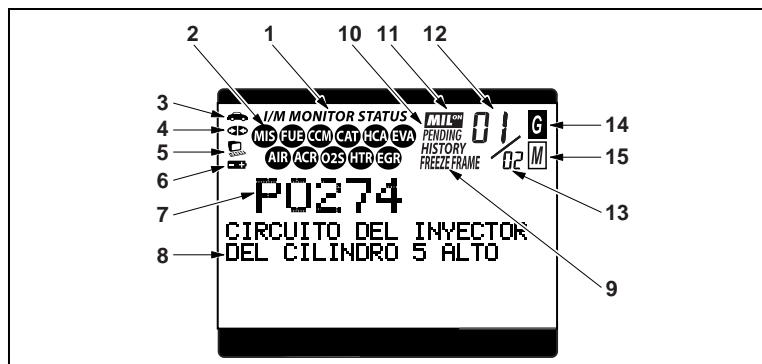 2 1 10 11 12
3 4 5 6 7 8
I/M MONITOR STATUS
MIS FUE CCM CAT HCA EVA
AIR ACR O2S HTR EGR
MIL ON
PENDING
HISTORY
FREEZE FRAME
01 / 02
G
M
14
15
13
9
P0274
CIRCUITO DEL INYECTOR
DEL CILINDRO 5 ALTO